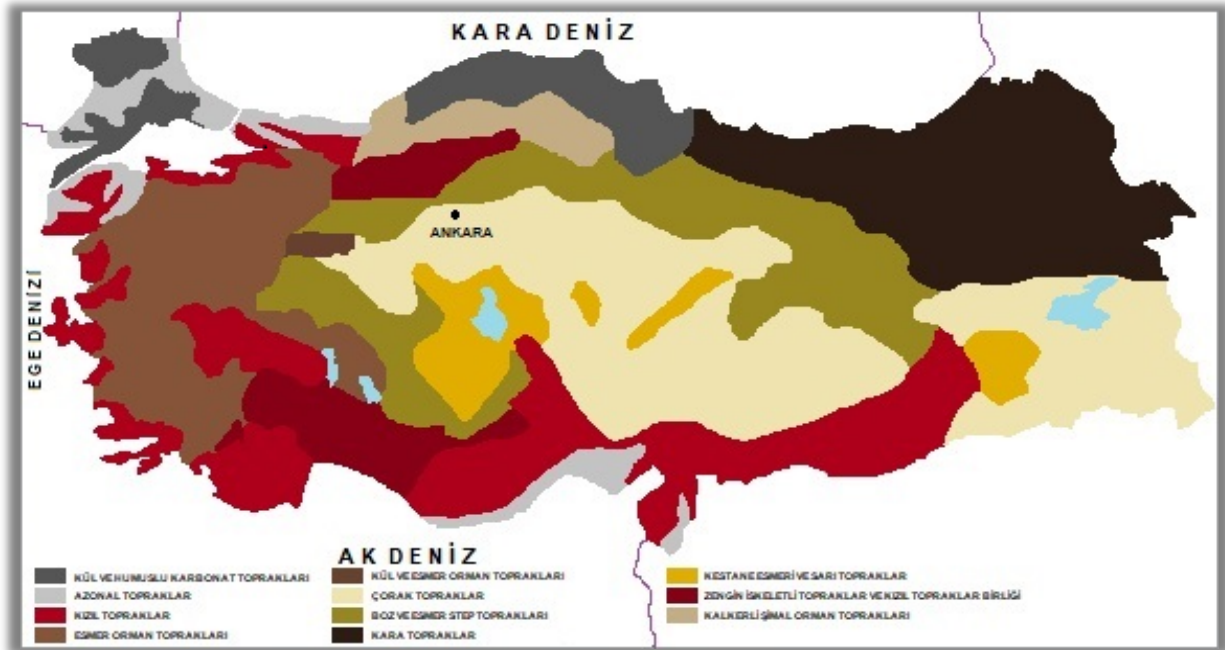 KARA DENİZ
ANKARA
EGE DENİZİ
AK DENİZ
KÜL VE HUMUSLU KARBONAT TOPRAKLARI
AZONAL TOPRAKLAR
KIZIL TOPRAKLAR
ESMER ORMAN TOPRAKLARI
KÜL VE ESMER ORMAN TOPRAKLARI
ÇORAK TOPRAKLAR
BOZ VE ESMER STEP TOPRAKLARI
KARA TOPRAKLAR
KESTANE ESMERİ VE SARI TOPRAKLAR
ZENGİN İSKELETLİ TOPRAKLAR VE KIZIL TOPRAKLAR BİRLİĞİ
KALKERLİ ŞİMAL ORMAN TOPRAKLARI